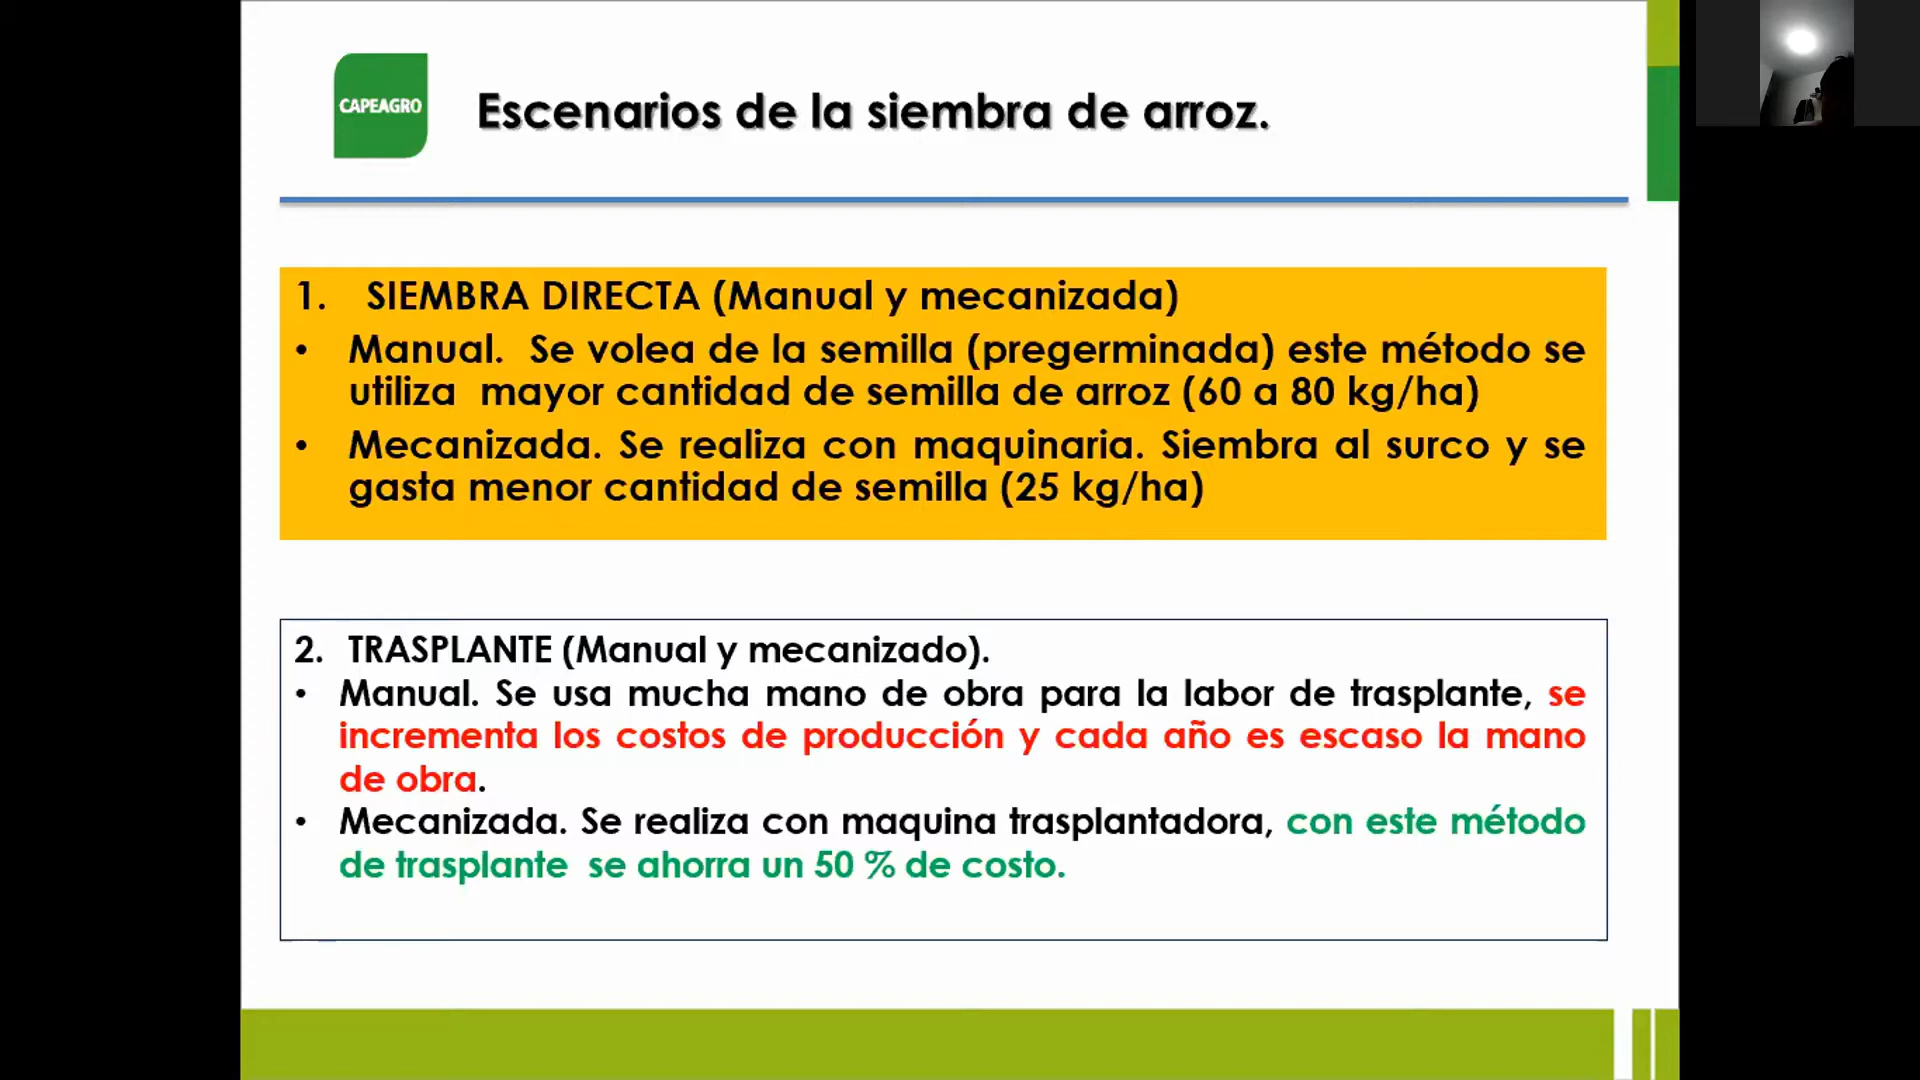 CAPEAGRO
Escenarios de la siembra de arroz.
1. SIEMBRA DIRECTA (Manual y mecanizada)
• Manual. Se volea de la semilla (pregerminada) este método se
utiliza mayor cantidad de semilla de arroz (60 a 80 kg/ha)
• Mecanizada. Se realiza con maquinaria. Siembra al surco y se
gasta menor cantidad de semilla (25 kg/ha)
2. TRASPLANTE (Manual y mecanizado).
• Manual. Se usa mucha mano de obra para la labor de trasplante, se
incrementa los costos de producción y cada año es escaso la mano
de obra.
• Mecanizada. Se realiza con maquina trasplantadora, con este método
de trasplante se ahorra un 50 % de costo.